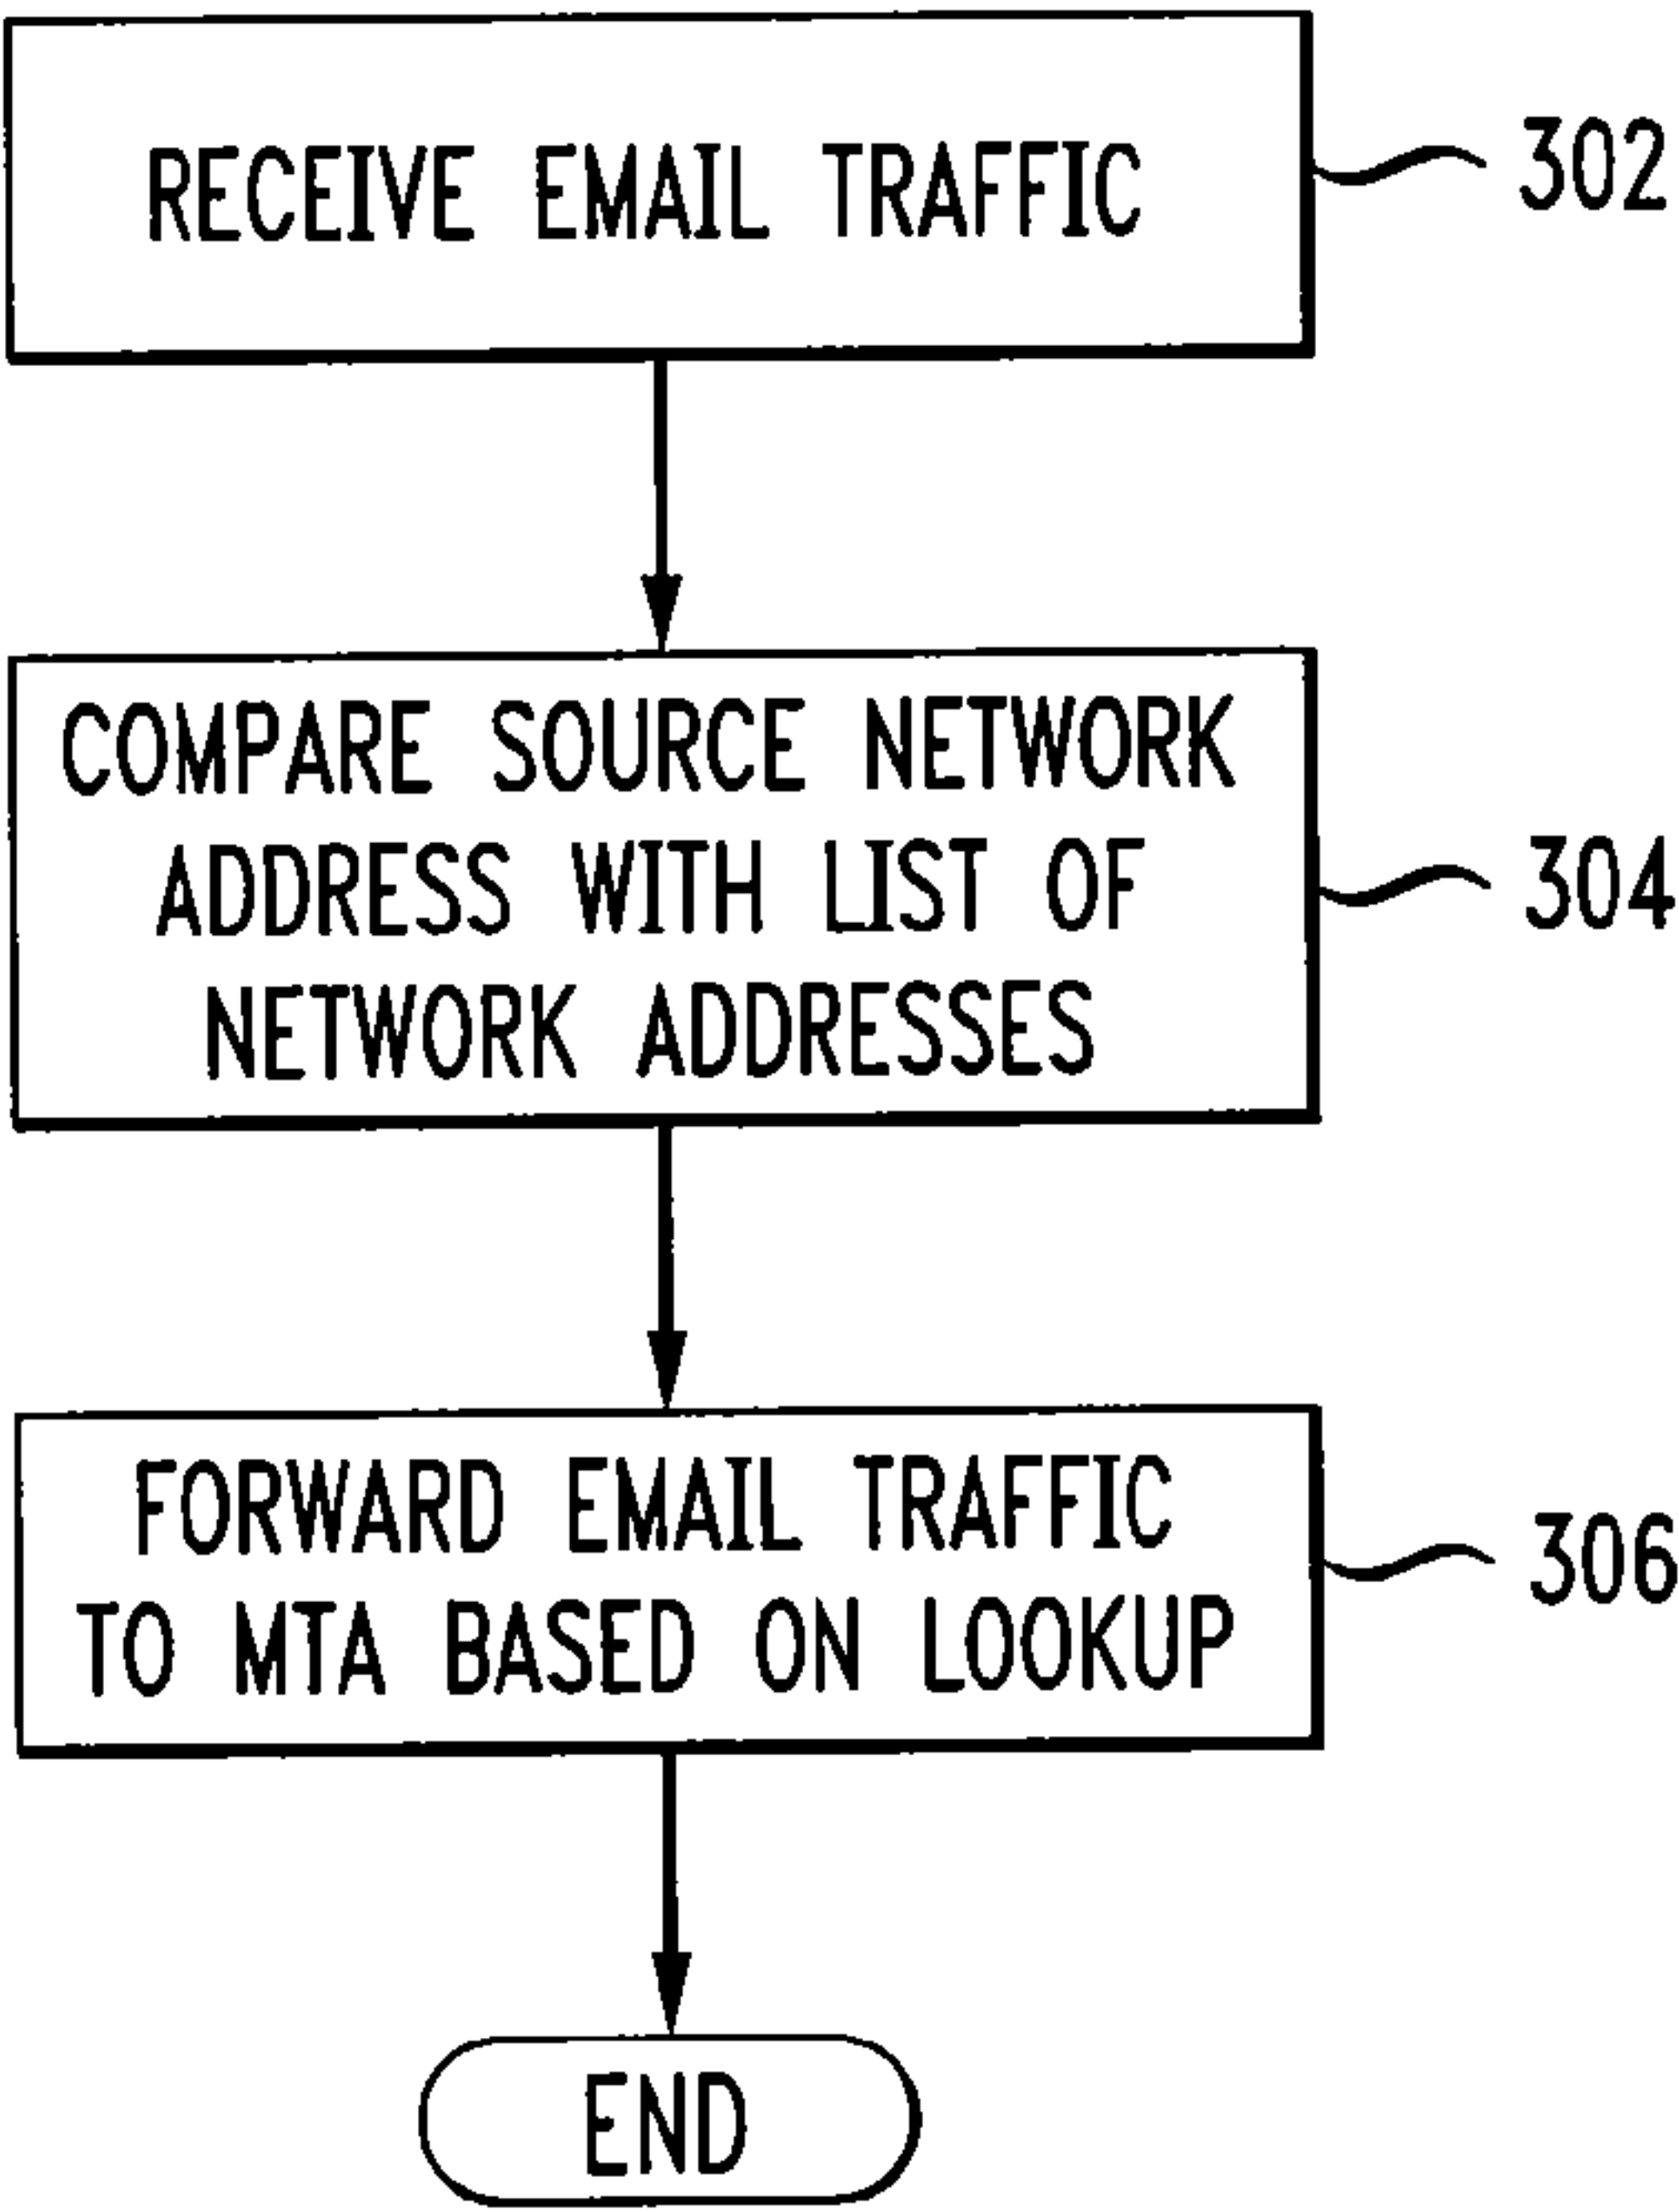 RECEIVE EMAIL TRAFFIC
302
COMPARE SOURCE NETWORK
ADDRESS WITH LIST OF
NETWORK ADDRESSES
304
FORWARD EMAIL TRAFFIC
TO MTA BASED ON LOOKUP
306
END